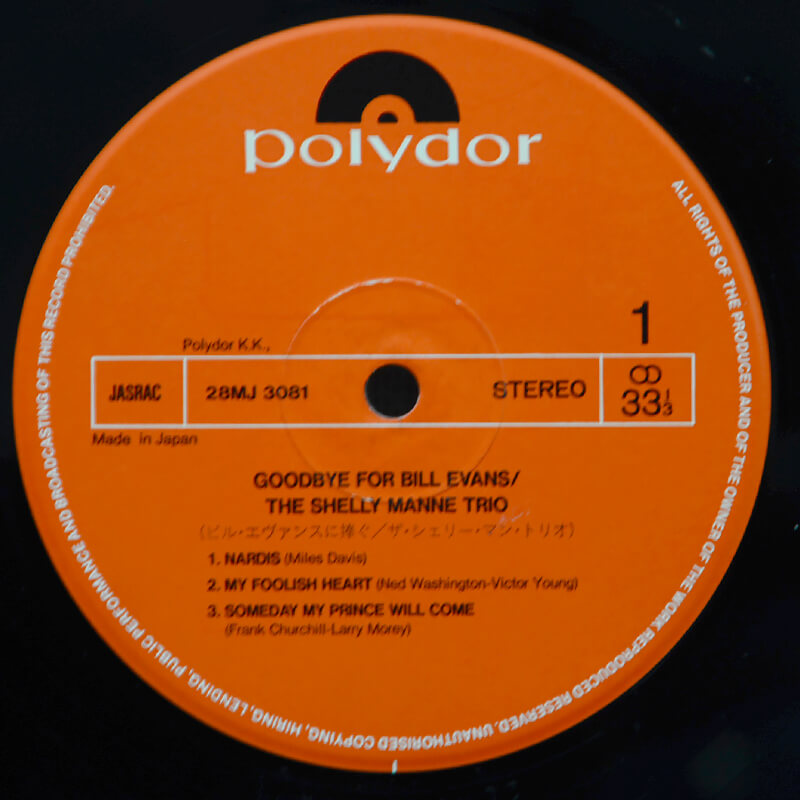 polydor
1
Polydor K.K.,
JASRAC
28MJ 3081
STEREO
33 1/3
Made in Japan
GOODBYE FOR BILL EVANS/
THE SHELLY MANNE TRIO
(ビル・エヴァンスに捧ぐ/ザ・シェリー・マン・トリオ)
1. NARDIS (Miles Davis)
2. MY FOOLISH HEART (Ned Washington-Victor Young)
3. SOMEDAY MY PRINCE WILL COME
(Frank Churchill-Larry Morey)
ALL RIGHTS OF THE PRODUCER AND OF THE OWNER OF THE WORK REPRODUCED RESERVED. UNAUTHORISED COPYING, HIRING, LENDING, PUBLIC PERFORMANCE AND BROADCASTING OF THIS RECORD PROHIBITED.